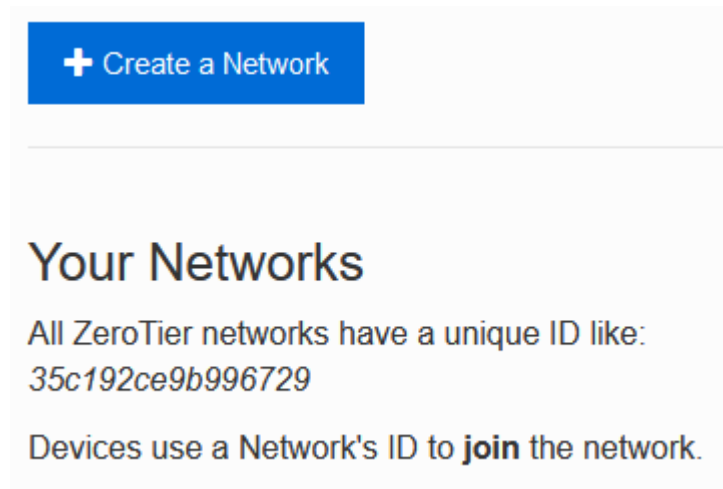 Create a Network
Your Networks
All ZeroTier networks have a unique ID like:
35c192ce9b996729
Devices use a Network's ID to join the network.